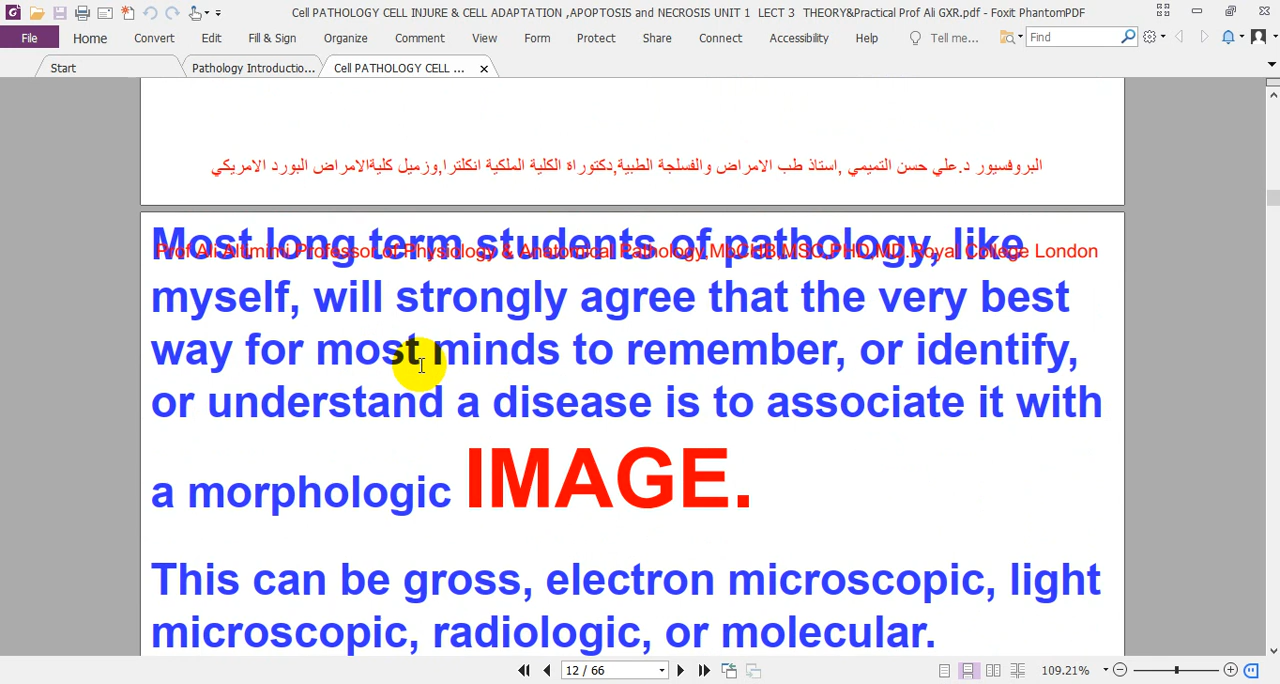 Cell PATHOLOGY CELL INJURE & CELL ADAPTATION ,APOPTOSIS and NECROSIS UNIT 1 LECT 3 THEORY&Practical Prof Ali GXR.pdf - Foxit PhantomPDF
File Home Convert Edit Fill & Sign Organize Comment View Form Protect Share Connect Accessibility Help Tell me... Find
Start Pathology Introductio... Cell PATHOLOGY CELL ...
البروفسيور د.علي حسن التميمي ,استاذ طب الامراض والفسلجة الطبية,دكتوراة الكلية الملكية انكلترا,وزميل كليةالامراض البورد الامريكي
Most long term students of pathology, like
Prof Ali Altimimi Professor of Physiology & Anatomical Pathology.MbCHB,MSC,PHD,MD.Royal College London
myself, will strongly agree that the very best
way for most minds to remember, or identify,
or understand a disease is to associate it with
a morphologic IMAGE.
This can be gross, electron microscopic, light
microscopic, radiologic, or molecular.
12 / 66 109.21%